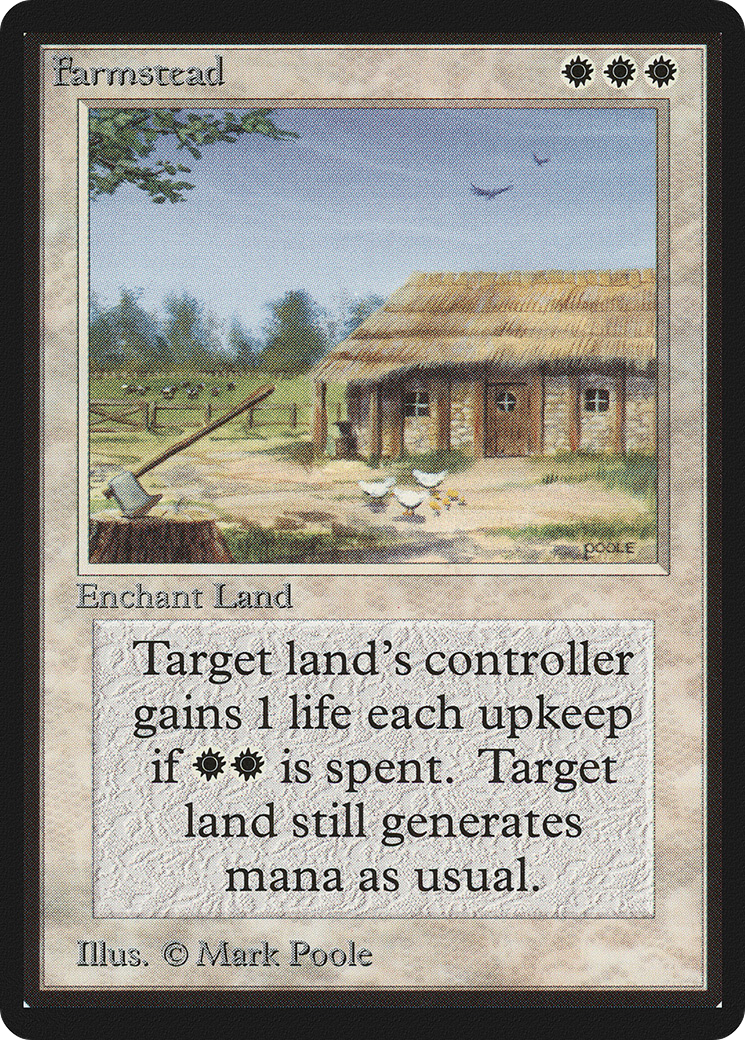 Farmstead
POOLE
Enchant Land
Target land's controller
gains 1 life each upkeep
if is spent. Target
land still generates
mana as usual.
Illus. © Mark Poole